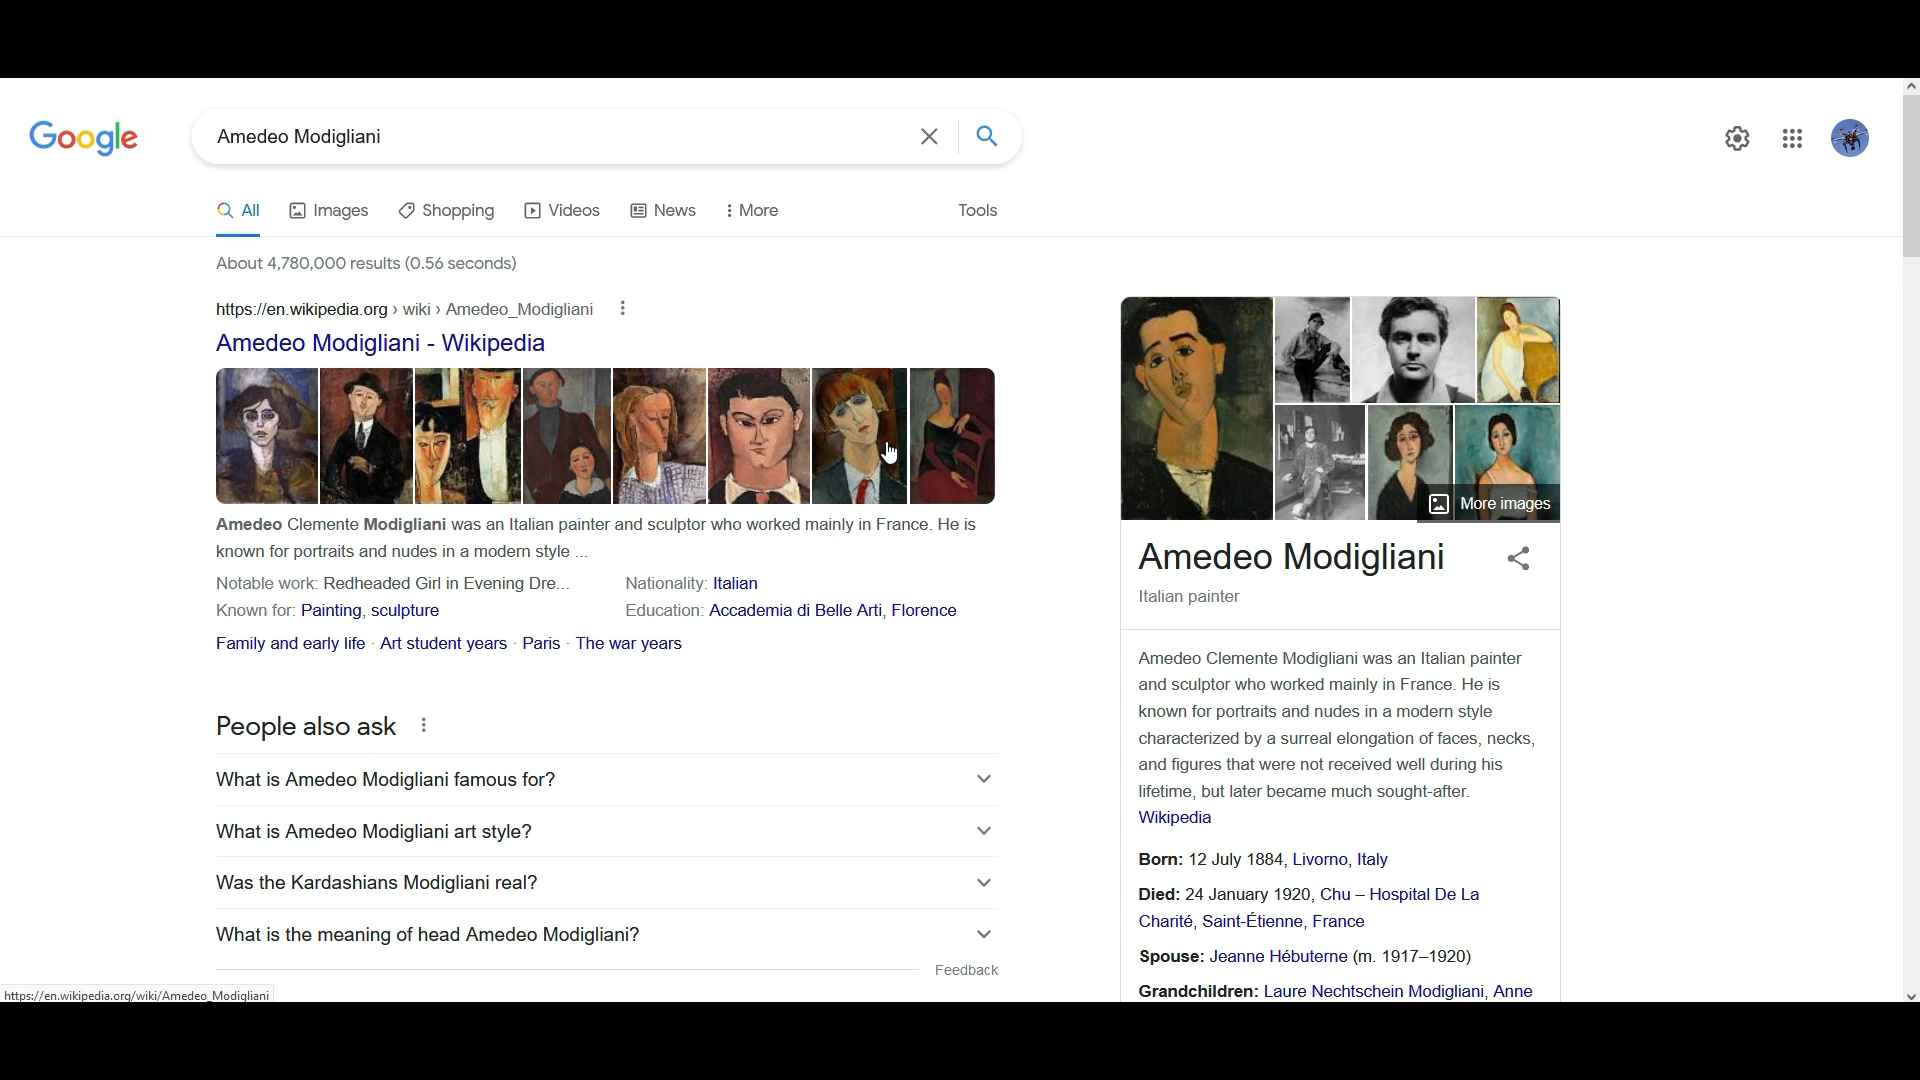 Google
Amedeo Modigliani
All Images Shopping Videos News More Tools
About 4,780,000 results (0.56 seconds)
https://en.wikipedia.org › wiki › Amedeo_Modigliani
Amedeo Modigliani - Wikipedia
Amedeo Clemente Modigliani was an Italian painter and sculptor who worked mainly in France. He is
known for portraits and nudes in a modern style ...
Notable work: Redheaded Girl in Evening Dre... Nationality: Italian
Known for: Painting, sculpture Education: Accademia di Belle Arti, Florence
Family and early life · Art student years · Paris · The war years
People also ask
What is Amedeo Modigliani famous for?
What is Amedeo Modigliani art style?
Was the Kardashians Modigliani real?
What is the meaning of head Amedeo Modigliani?
Feedback
https://en.wikipedia.org/wiki/Amedeo_Modigliani
More images
Amedeo Modigliani
Italian painter
Amedeo Clemente Modigliani was an Italian painter
and sculptor who worked mainly in France. He is
known for portraits and nudes in a modern style
characterized by a surreal elongation of faces, necks,
and figures that were not received well during his
lifetime, but later became much sought-after.
Wikipedia
Born: 12 July 1884, Livorno, Italy
Died: 24 January 1920, Chu – Hospital De La
Charité, Saint-Étienne, France
Spouse: Jeanne Hébuterne (m. 1917–1920)
Grandchildren: Laure Nechtschein Modigliani, Anne